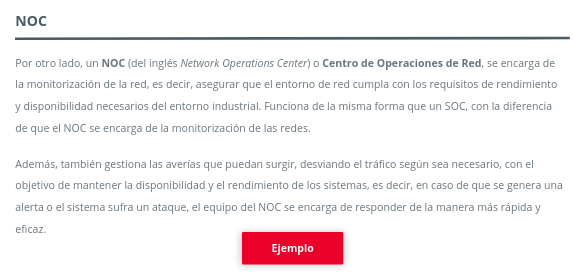 NOC
Por otro lado, un NOC (del inglés Network Operations Center) o Centro de Operaciones de Red, se encarga de
la monitorización de la red, es decir, asegurar que el entorno de red cumpla con los requisitos de rendimiento
y disponibilidad necesarios del entorno industrial. Funciona de la misma forma que un SOC, con la diferencia
de que el NOC se encarga de la monitorización de las redes.
Además, también gestiona las averías que puedan surgir, desviando el tráfico según sea necesario, con el
objetivo de mantener la disponibilidad y el rendimiento de los sistemas, es decir, en caso de que se genera una
alerta o el sistema sufra un ataque, el equipo del NOC se encarga de responder de la manera más rápida y
eficaz.
Ejemplo